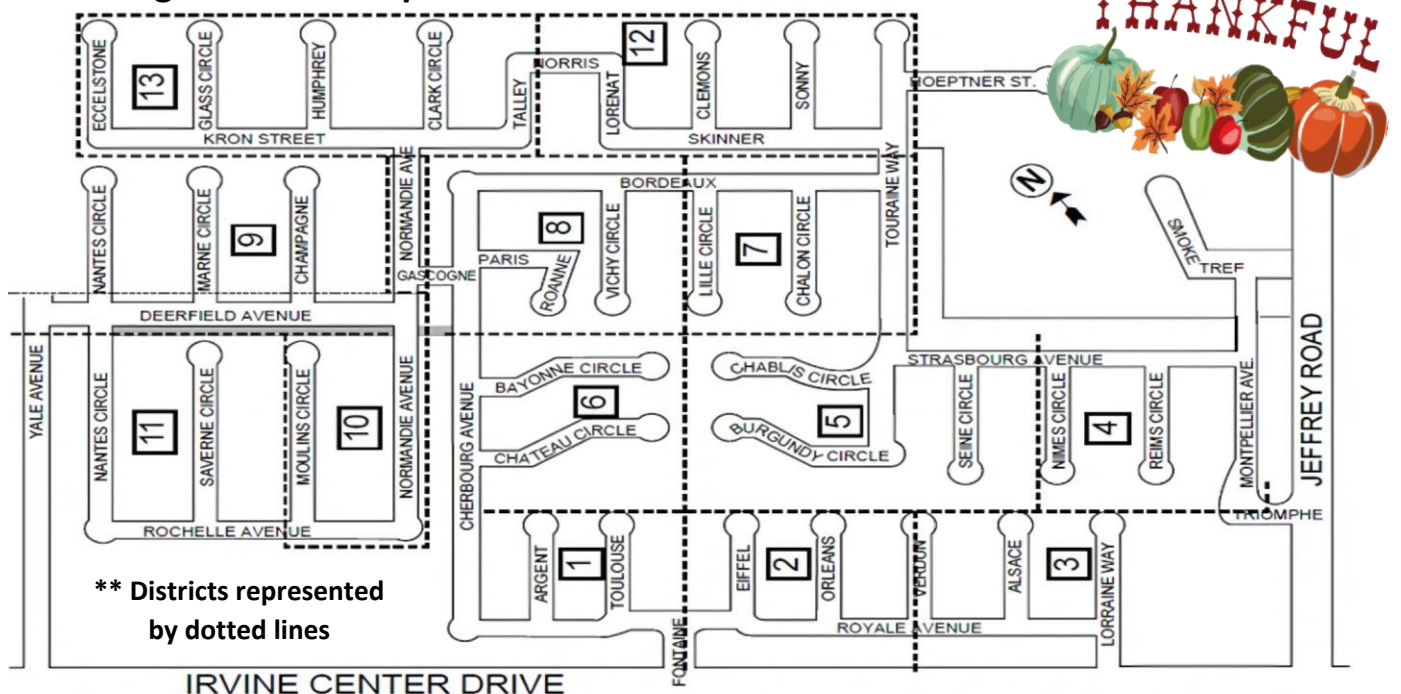 THANKFUL
12
13
ECCELSTONE
GLASS CIRCLE
HUMPHREY
CLARK CIRCLE
TALLEY
NORRIS
LORENAT
CLEMONS
SONNY
HOEPTNER ST.
KRON STREET
SKINNER
NORMANDIE AVE
BORDEAUX
TOURAINE WAY
N
NANTES CIRCLE
MARNE CIRCLE
9
CHAMPAGNE
8
PARIS
GASCOGNE
ROANNE
VICHY CIRCLE
LILLE CIRCLE
7
CHALON CIRCLE
SMOKE
TREF
DEERFIELD AVENUE
YALE AVENUE
JEFFREY ROAD
STRASBOURG AVENUE
BAYONNE CIRCLE
CHABLIS CIRCLE
NANTES CIRCLE
11
SAVERNE CIRCLE
MOULINS CIRCLE
10
NORMANDIE AVENUE
CHERBOURG AVENUE
6
CHATEAU CIRCLE
5
BURGUNDY CIRCLE
SEINE CIRCLE
NIMES CIRCLE
4
REIMS CIRCLE
MONTPELLIER AVE.
ROCHELLE AVENUE
TRIOMPHE
ARGENT
1
TOULOUSE
EIFFEL
2
ORLEANS
VERDUN
ALSACE
3
LORRAINE WAY
** Districts represented
by dotted lines
FONTAINE
ROYALE AVENUE
IRVINE CENTER DRIVE